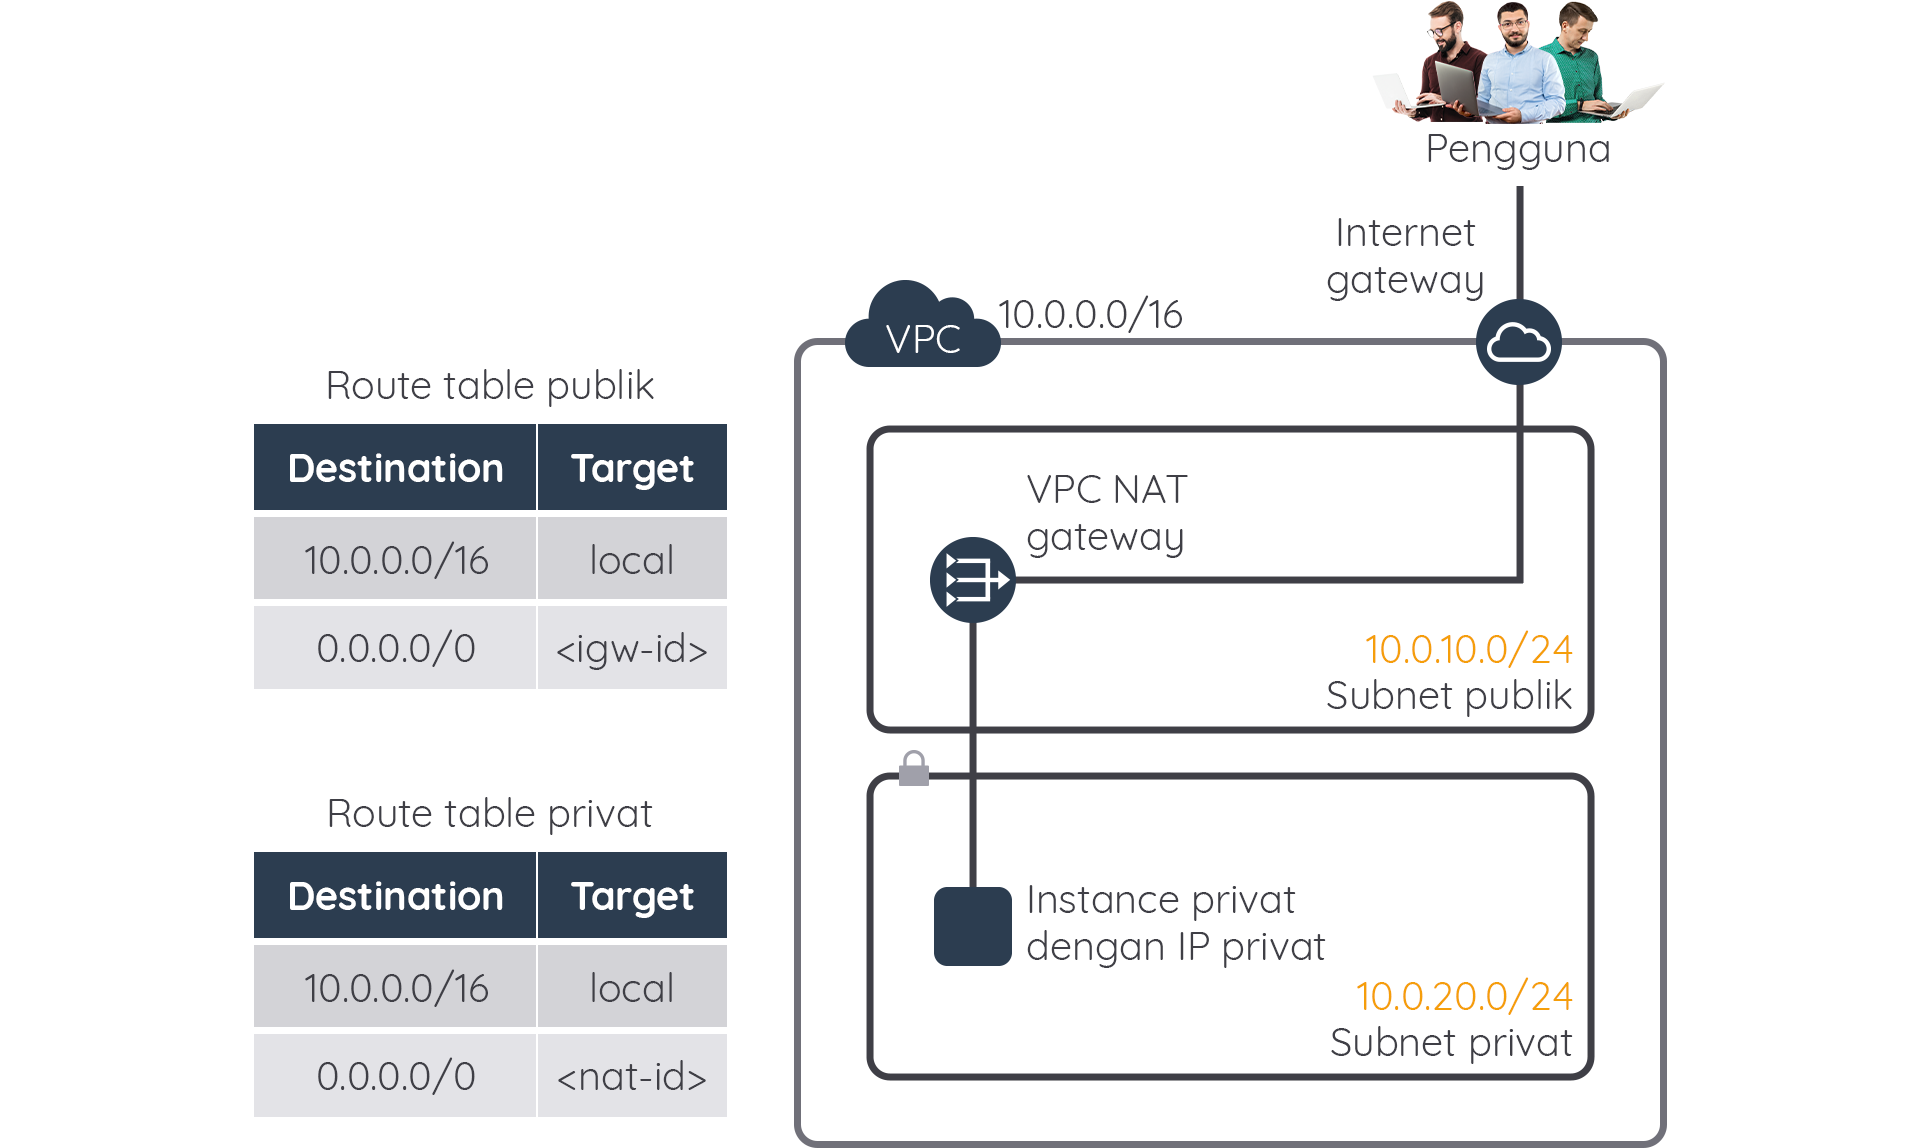 Pengguna
Internet
gateway
VPC
10.0.0.0/16
Route table publik
Destination Target
10.0.0.0/16 local
0.0.0.0/0 <igw-id>
VPC NAT
gateway
10.0.10.0/24
Subnet publik
Route table privat
Destination Target
10.0.0.0/16 local
0.0.0.0/0 <nat-id>
Instance privat
dengan IP privat
10.0.20.0/24
Subnet privat